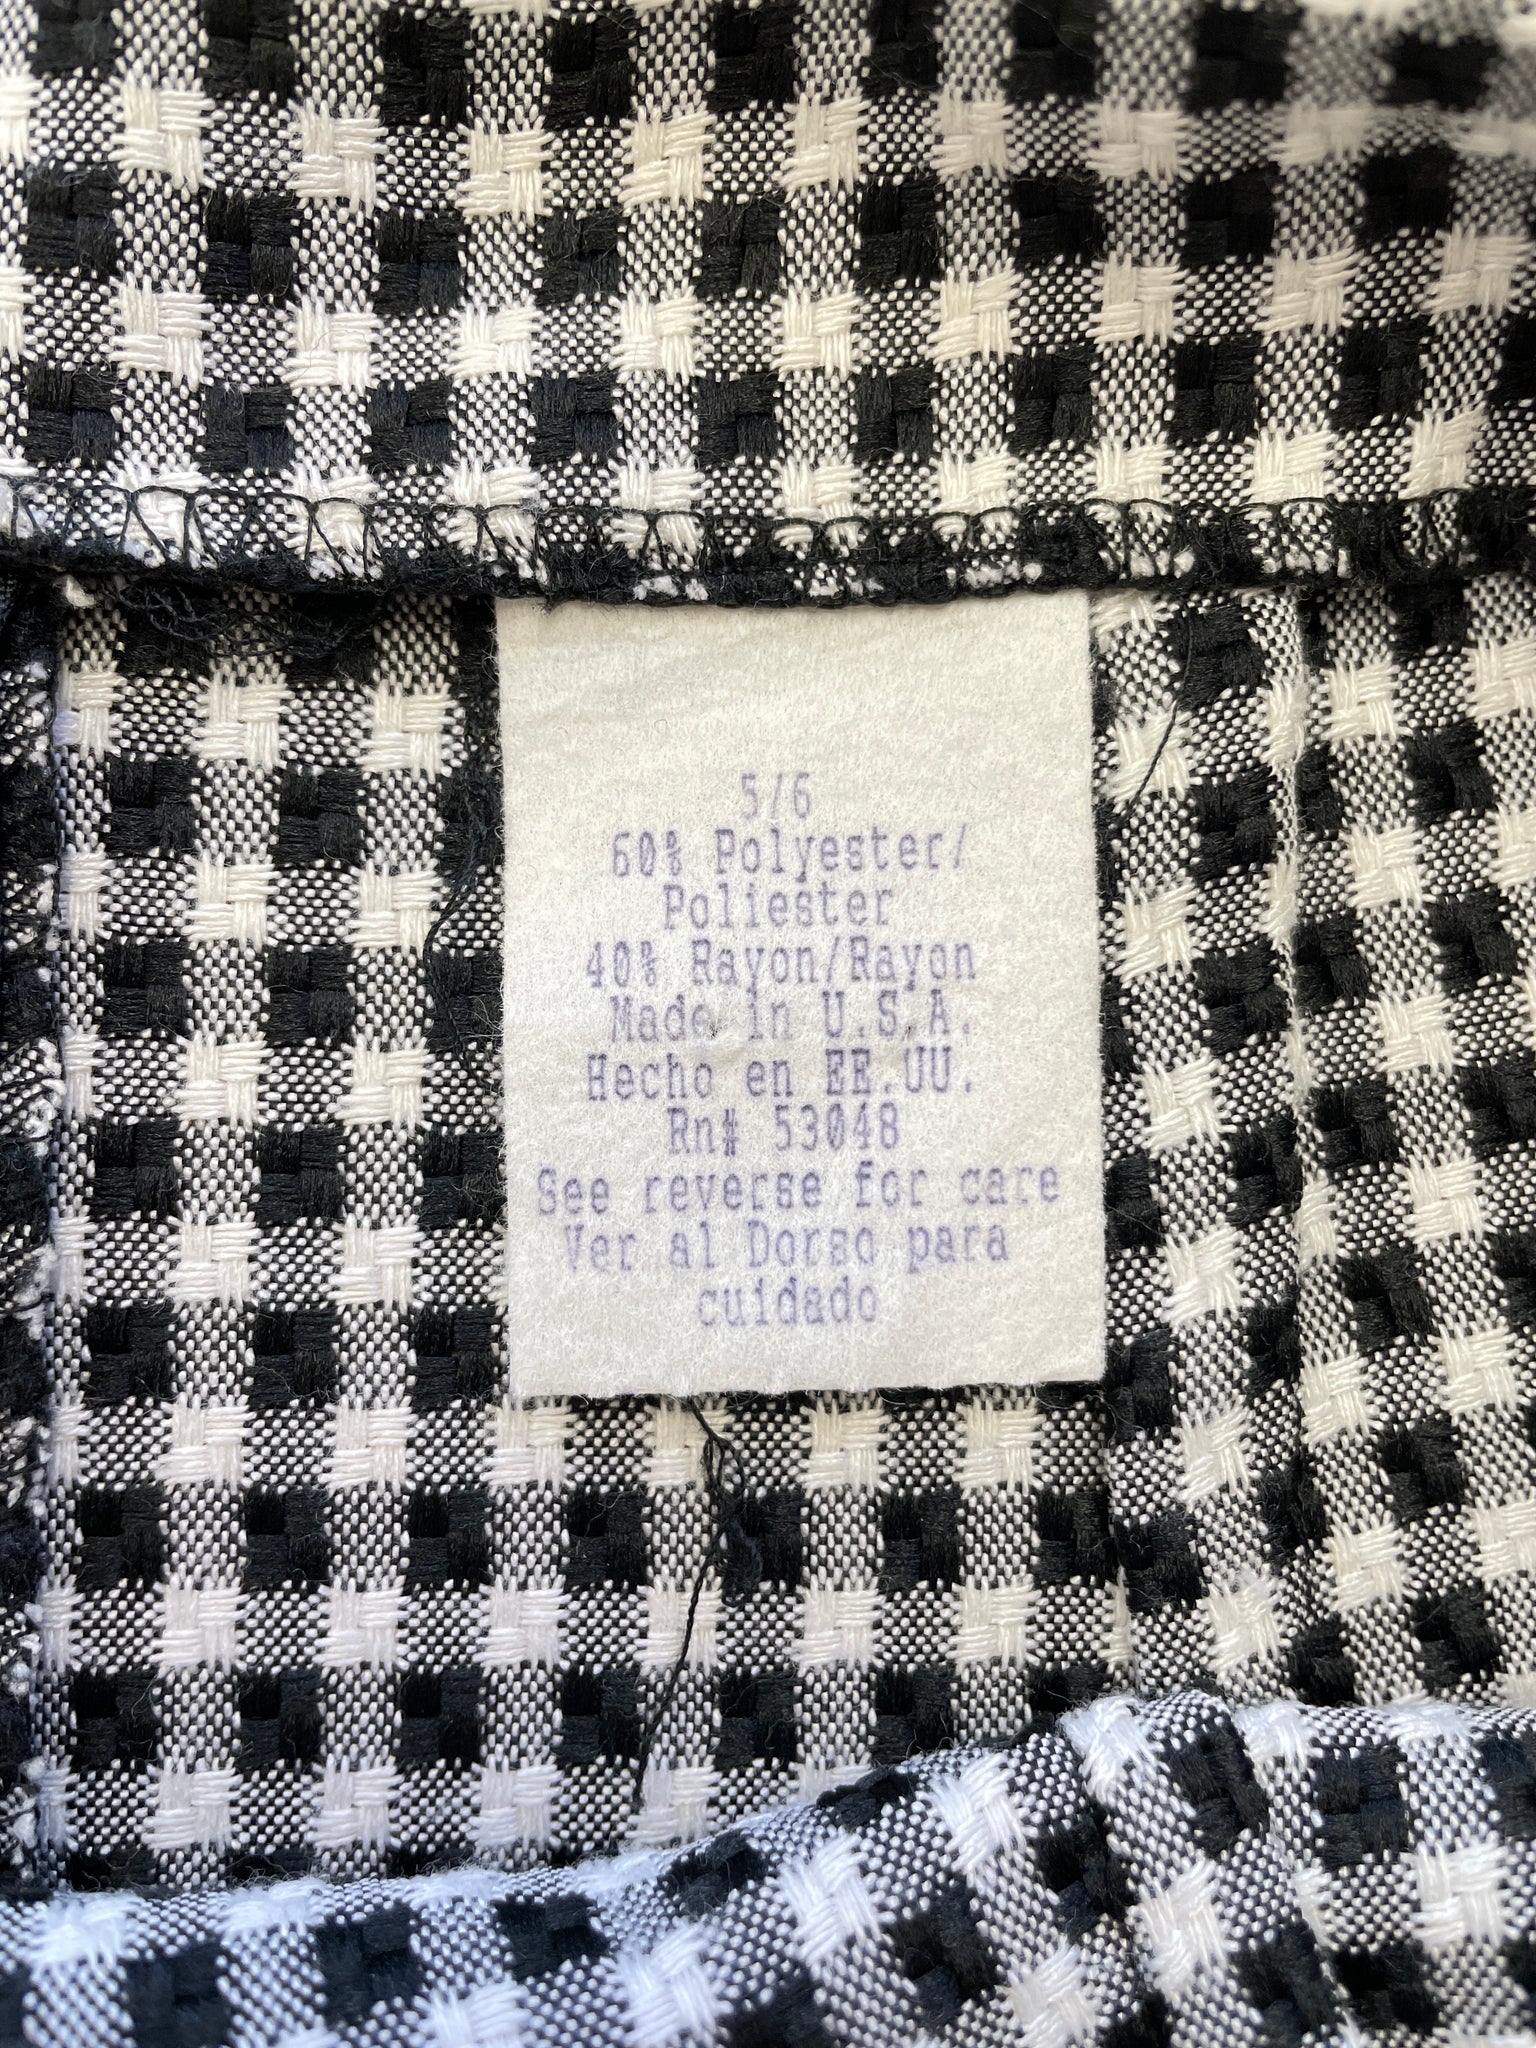 5/6
60% Polyester/
Poliester
40% Rayon/Rayon
Made in U.S.A.
Hecho en EE.UU.
Rn# 53048
See reverse for care
Ver al Dorso para
cuidado